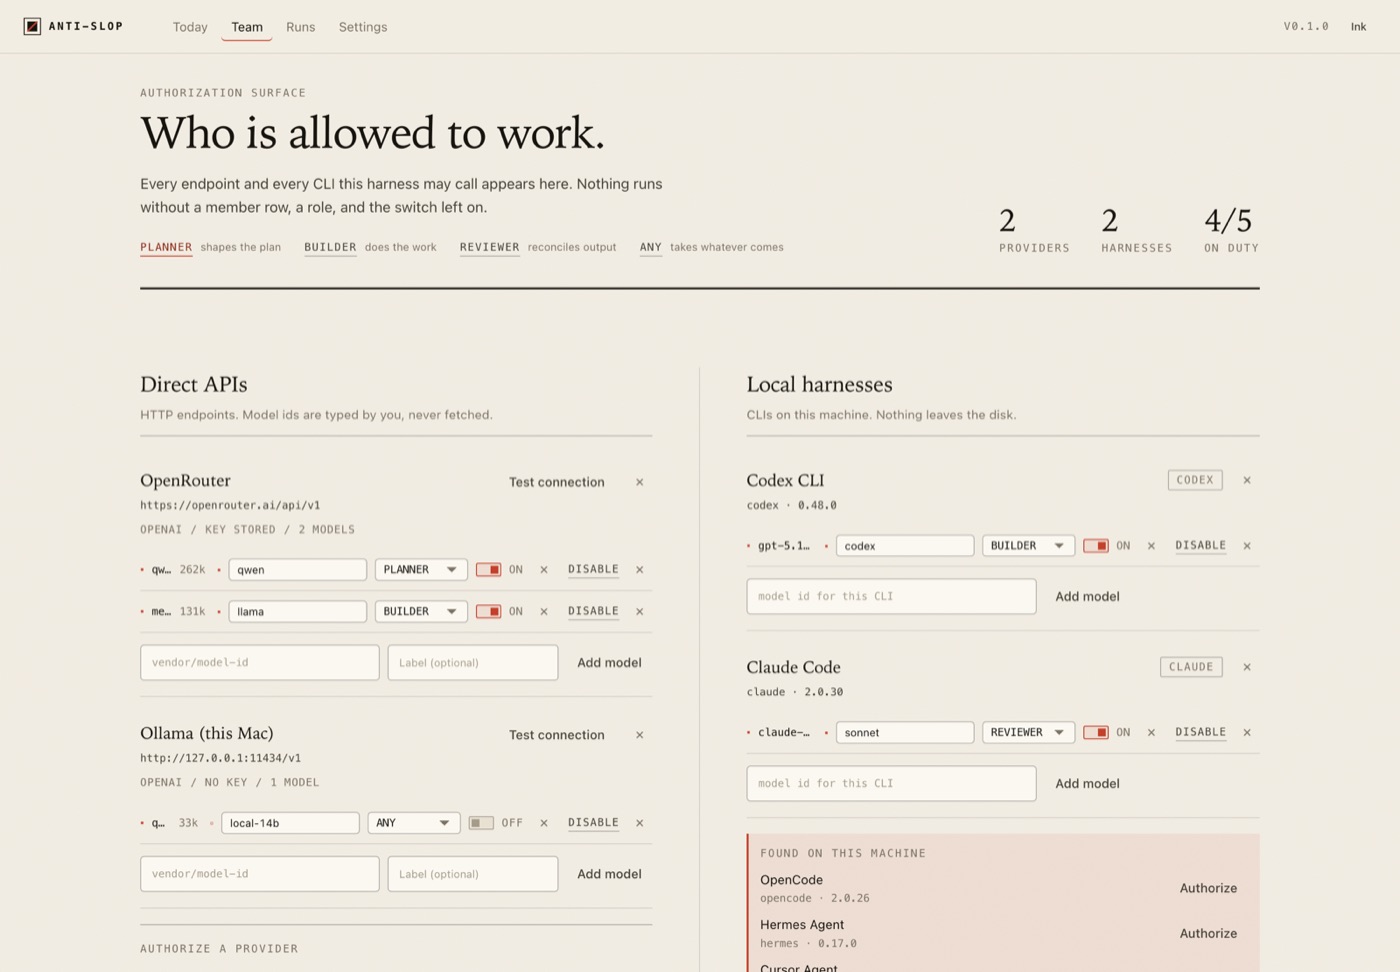 ANTI-SLOP
Today
Team
Runs
Settings
V0.1.0
Ink
AUTHORIZATION SURFACE
Who is allowed to work.
Every endpoint and every CLI this harness may call appears here. Nothing runs
without a member row, a role, and the switch left on.
PLANNER shapes the plan
BUILDER does the work
REVIEWER reconciles output
ANY takes whatever comes
2
PROVIDERS
2
HARNESSES
4/5
ON DUTY
Direct APIs
HTTP endpoints. Model ids are typed by you, never fetched.
OpenRouter
Test connection ×
https://openrouter.ai/api/v1
OPENAI / KEY STORED / 2 MODELS
qw… 262k qwen PLANNER ON × DISABLE ×
me… 131k llama BUILDER ON × DISABLE ×
vendor/model-id Label (optional) Add model
Ollama (this Mac)
Test connection ×
http://127.0.0.1:11434/v1
OPENAI / NO KEY / 1 MODEL
q… 33k local-14b ANY OFF × DISABLE ×
vendor/model-id Label (optional) Add model
AUTHORIZE A PROVIDER
Local harnesses
CLIs on this machine. Nothing leaves the disk.
Codex CLI
CODEX ×
codex · 0.48.0
gpt-5.1… codex BUILDER ON × DISABLE ×
model id for this CLI Add model
Claude Code
CLAUDE ×
claude · 2.0.30
claude-… sonnet REVIEWER ON × DISABLE ×
model id for this CLI Add model
FOUND ON THIS MACHINE
OpenCode
opencode · 2.0.26
Authorize
Hermes Agent
hermes · 0.17.0
Authorize
Cursor Agent